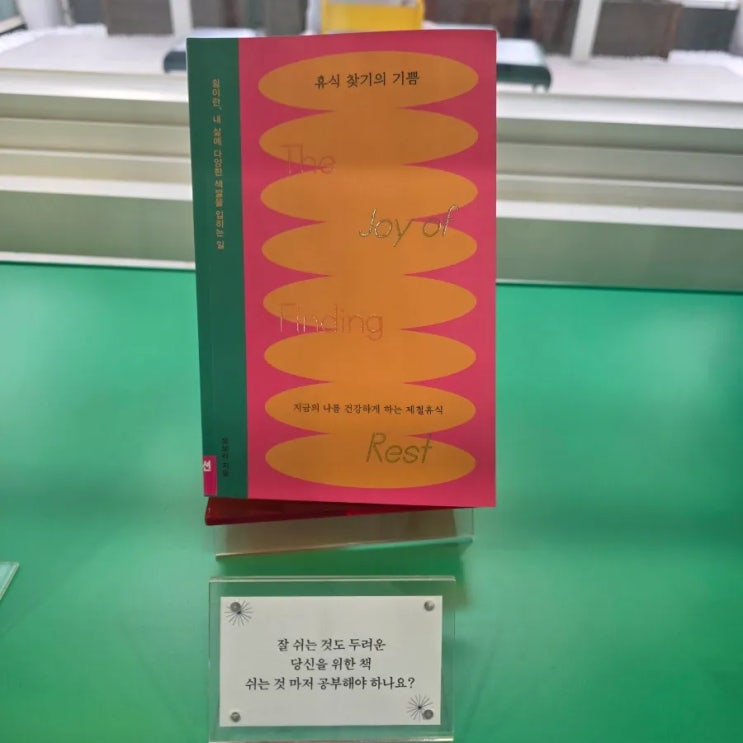 휴식 찾기의 기쁨
쉼이란, 내 삶에 다양한 색깔을 입히는 일
The
Joy of
Finding
지금의 나를 건강하게 하는 제철휴식
Rest
지음
선
잘 쉬는 것도 두려운
당신을 위한 책
쉬는 것 마저 공부해야 하나요?